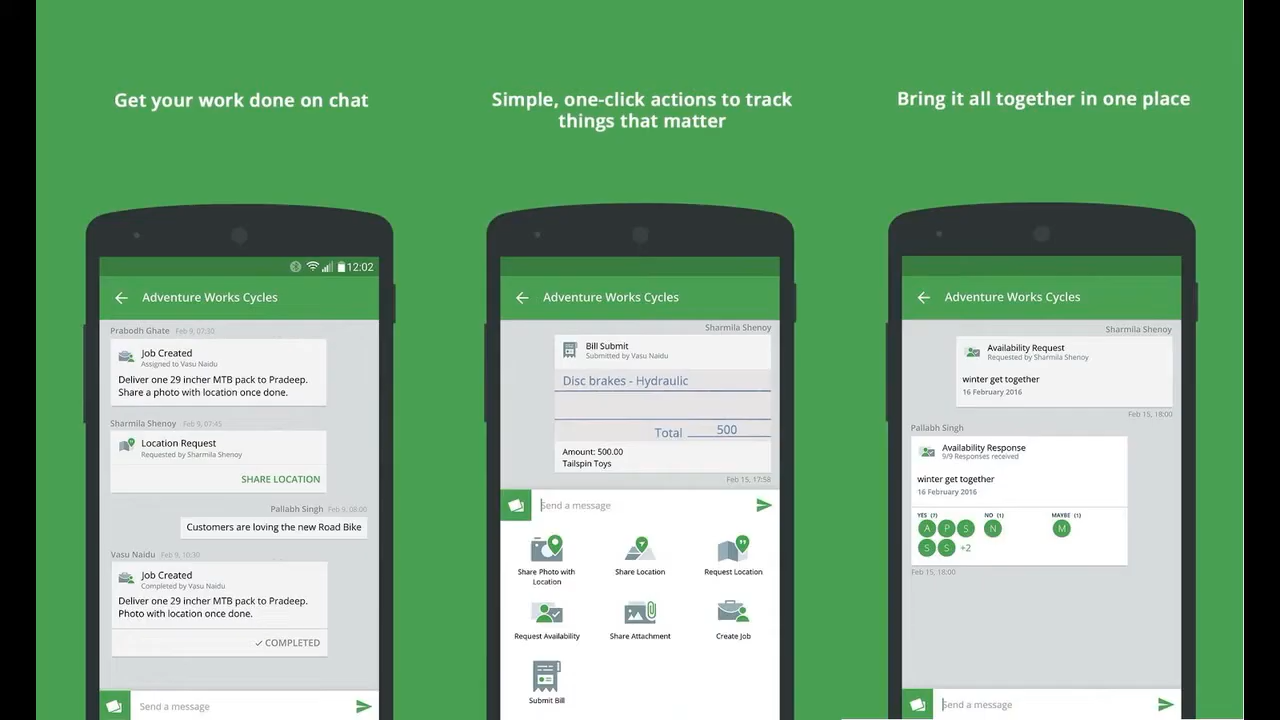 Get your work done on chat
12:02
Adventure Works Cycles
Prabodh Ghate Feb 9, 07:30
Job Created
Assigned to Vasu Naidu
Deliver one 29 incher MTB pack to Pradeep.
Share a photo with location once done.
Sharmila Shenoy Feb 9, 07:45
Location Request
Requested by Sharmila Shenoy
SHARE LOCATION
Pallabh Singh Feb 9, 08:00
Customers are loving the new Road Bike
Vasu Naidu Feb 9, 10:30
Job Created
Completed by Vasu Naidu
Deliver one 29 incher MTB pack to Pradeep.
Photo with location once done.
✓ COMPLETED
Send a message
Simple, one-click actions to track
things that matter
Adventure Works Cycles
Sharmila Shenoy
Bill Submit
Submitted by Vasu Naidu
Disc brakes - Hydraulic
Total 500
Amount: 500.00
Tailspin Toys
Feb 15, 17:58
Send a message
Share Photo with
Location
Share Location
Request Location
Request Availability
Share Attachment
Create Job
Submit Bill
Bring it all together in one place
Adventure Works Cycles
Sharmila Shenoy
Availability Request
Requested by Sharmila Shenoy
winter get together
16 February 2016
Feb 15, 18:00
Pallabh Singh
Availability Response
9/9 Responses received
winter get together
16 February 2016
YES (7) NO (1) MAYBE (1)
A P S N M
S S +2
Feb 15, 18:00
Send a message